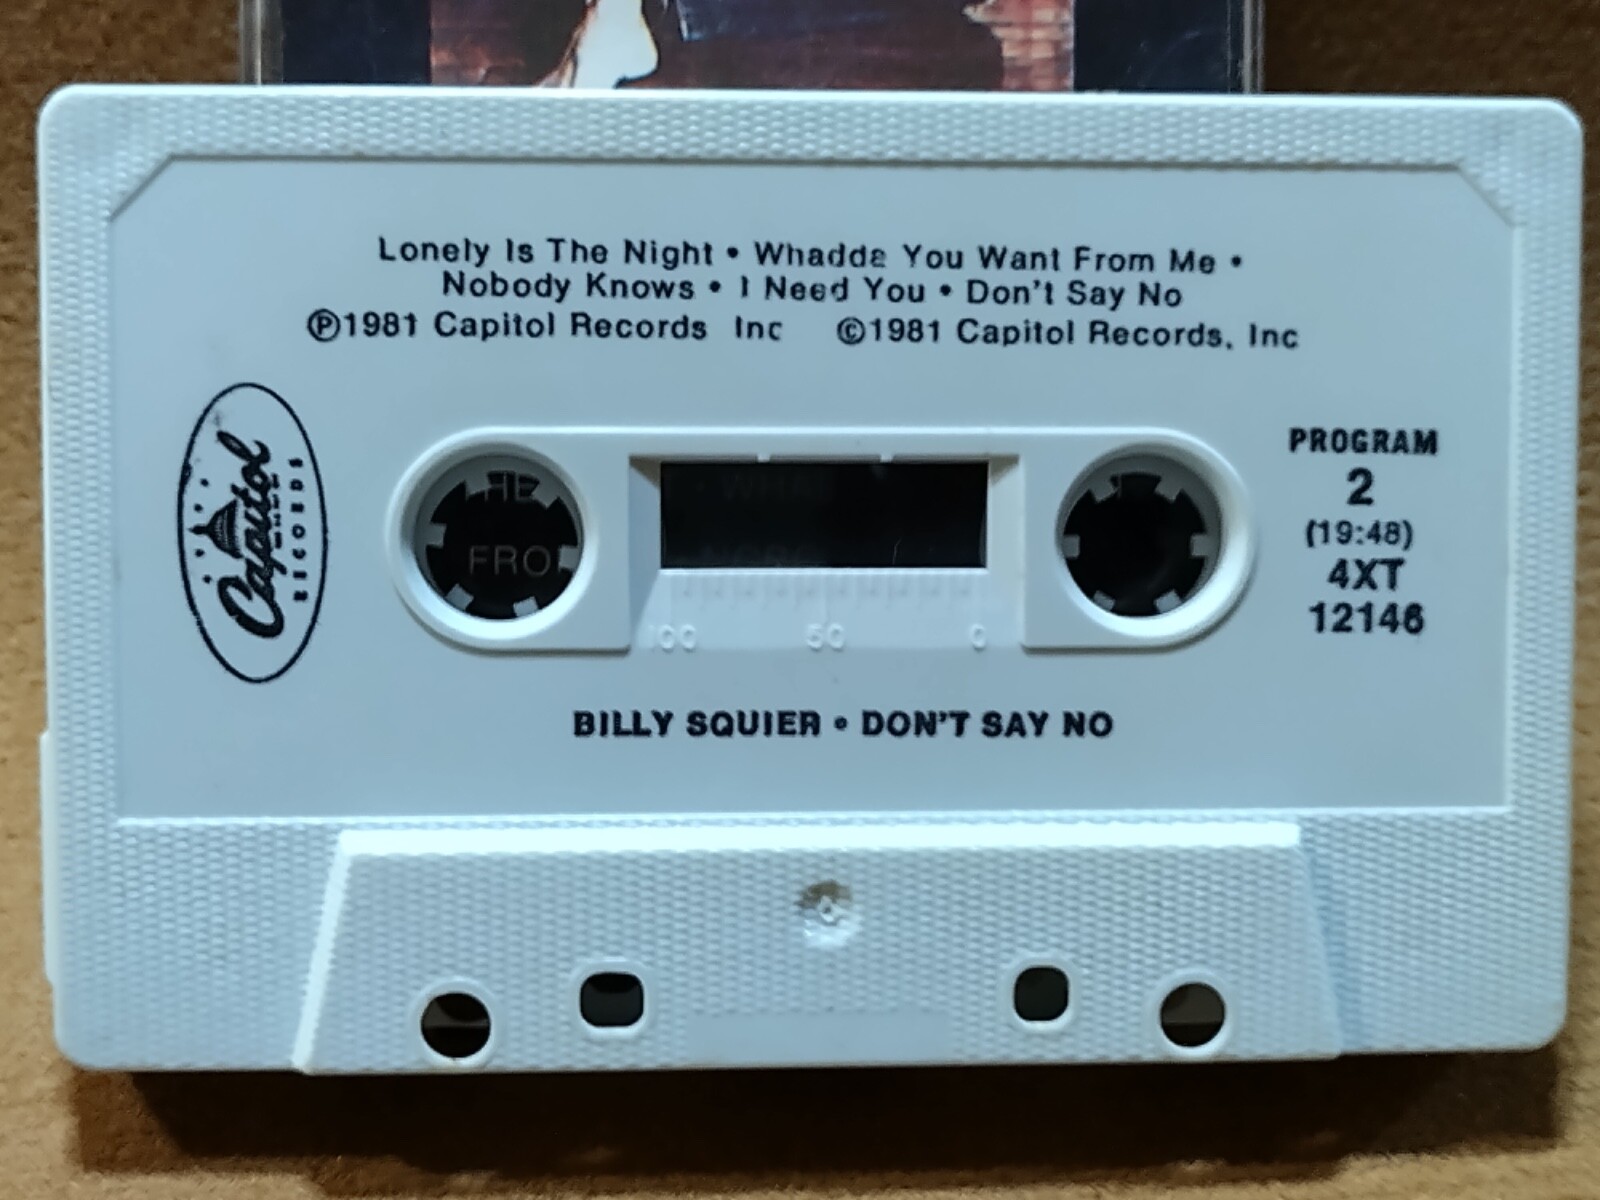 Lonely Is The Night • Whadda You Want From Me •
Nobody Knows • I Need You • Don't Say No
℗1981 Capitol Records Inc ©1981 Capitol Records, Inc
Capitol
RECORDS
PROGRAM
2
(19:48)
4XT
12146
FRO
100 50 0
BILLY SQUIER • DON'T SAY NO